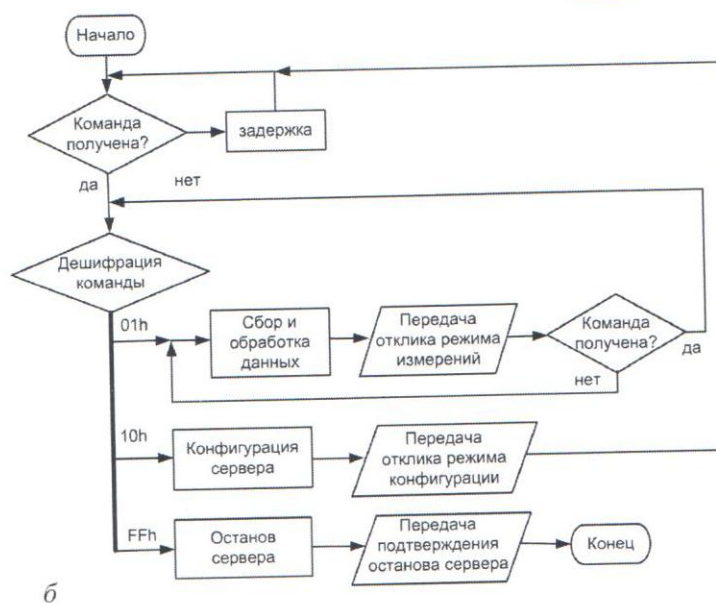 Начало
Команда
получена?
задержка
да
нет
Дешифрация
команды
01h
Сбор и
обработка
данных
Передача
отклика режима
измерений
Команда
получена?
да
нет
10h
Конфигурация
сервера
Передача
отклика режима
конфигурации
FFh
Останов
сервера
Передача
подтверждения
останова сервера
Конец
б